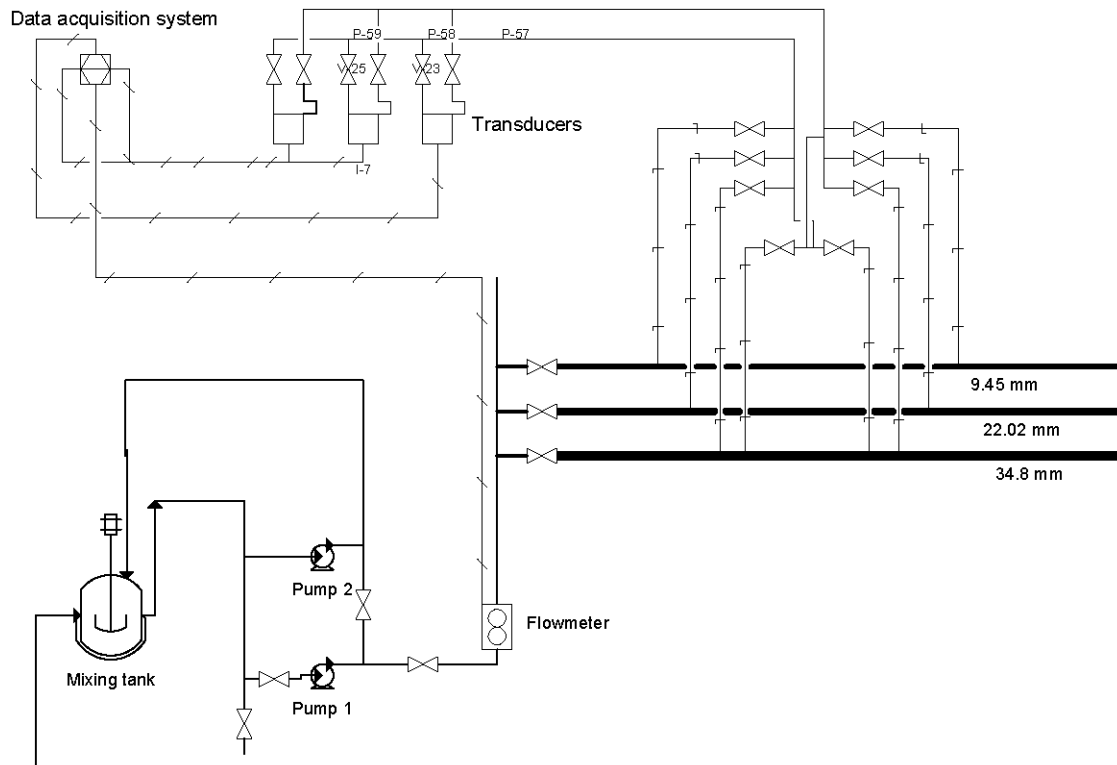 Data acquisition system
P-59
P-58
P-57
V-25
V-23
Transducers
I-7
9.45 mm
22.02 mm
34.8 mm
Pump 2
Flowmeter
Mixing tank
Pump 1